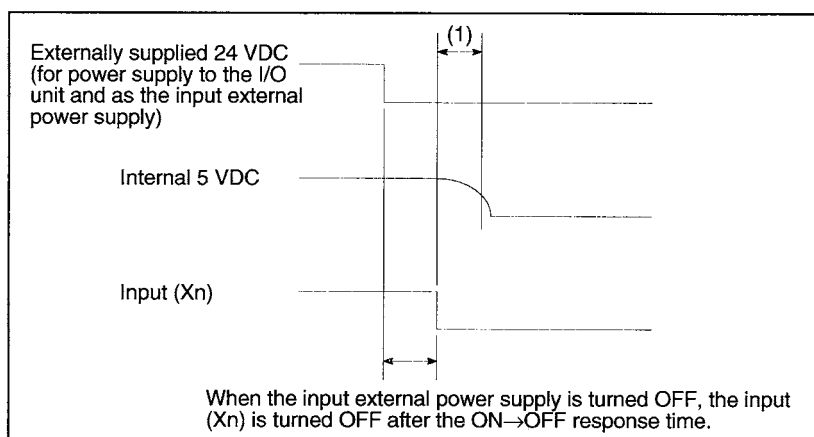 (1)
Externally supplied 24 VDC
(for power supply to the I/O
unit and as the input external
power supply)
Internal 5 VDC
Input (Xn)
When the input external power supply is turned OFF, the input
(Xn) is turned OFF after the ON→OFF response time.